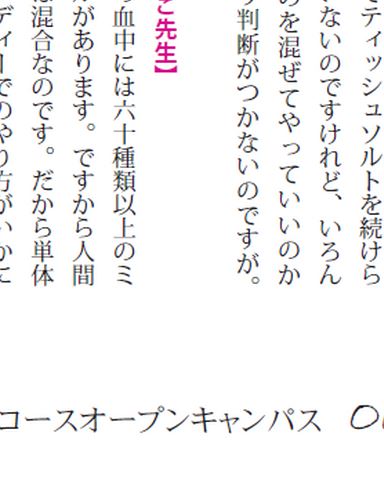 ティッシュソルトを続けら
いないのですけれど、いろん
のを混ぜてやっていいのか
判断がつかないのですが。
先生】
血中には六十種類以上のミ
があります。ですから人間
混合なのです。だから単体
ディーでのやり方がいかに
コースオープンキャンパス